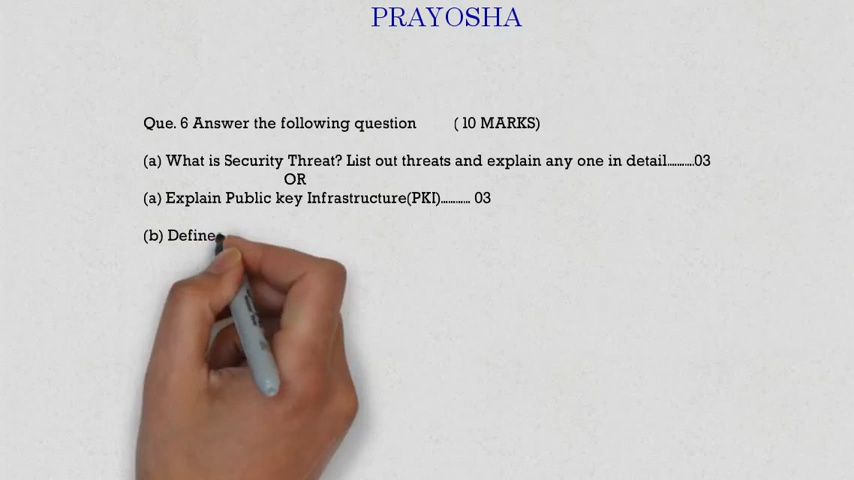 PRAYOSHA
Que. 6 Answer the following question ( 10 MARKS)
(a) What is Security Threat? List out threats and explain any one in detail..........03
OR
(a) Explain Public key Infrastructure(PKI)........... 03
(b) Define